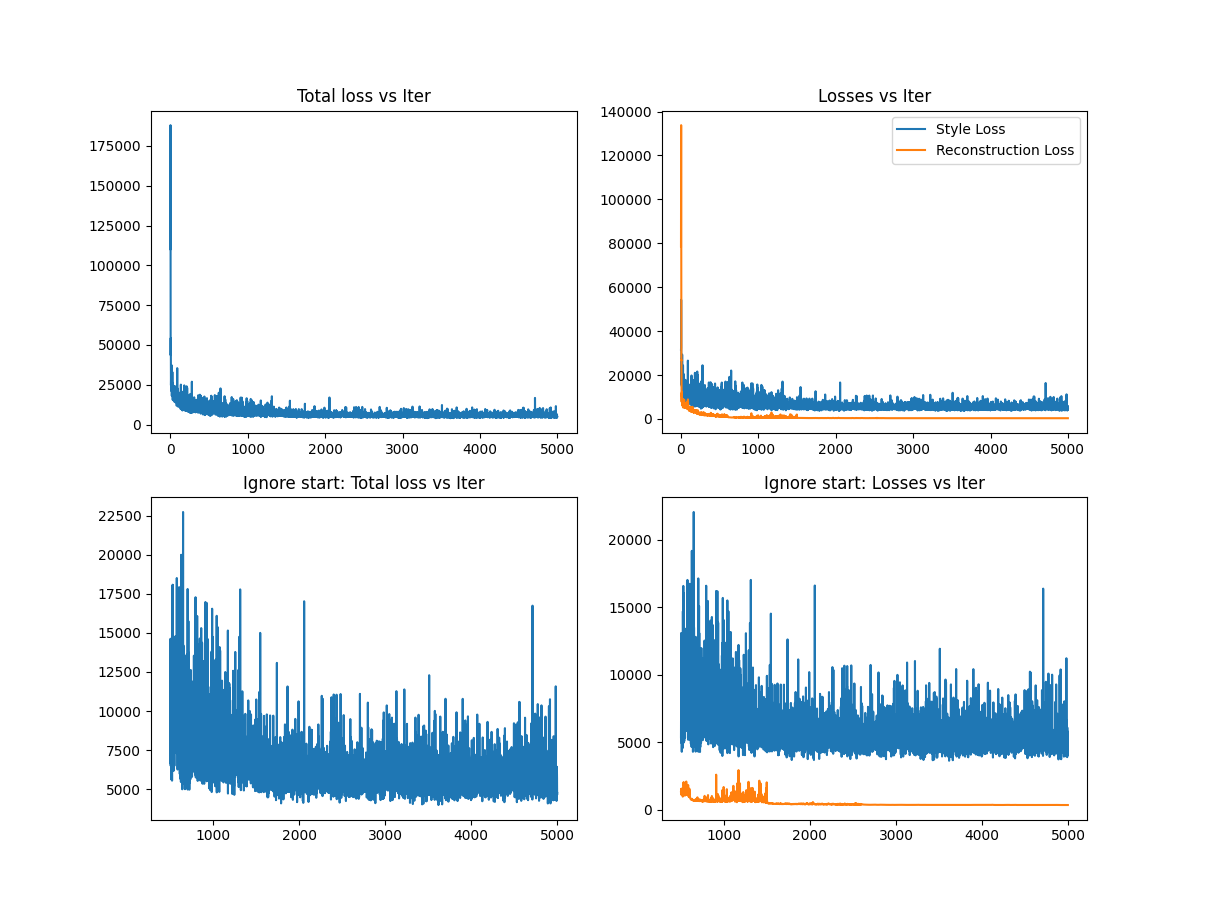 Total loss vs Iter
175000
150000
125000
100000
75000
50000
25000
0
0 1000 2000 3000 4000 5000
Losses vs Iter
140000
120000
100000
80000
60000
40000
20000
0
Style Loss
Reconstruction Loss
0 1000 2000 3000 4000 5000
Ignore start: Total loss vs Iter
22500
20000
17500
15000
12500
10000
7500
5000
1000 2000 3000 4000 5000
Ignore start: Losses vs Iter
20000
15000
10000
5000
0
1000 2000 3000 4000 5000